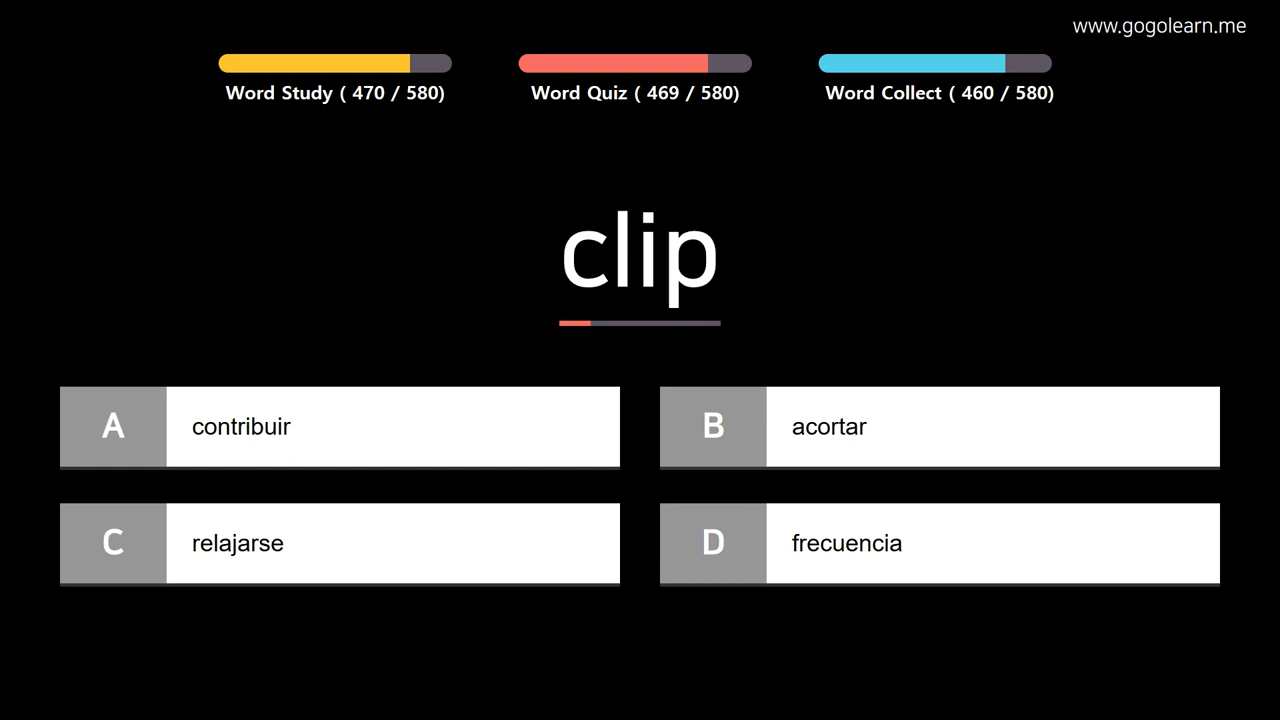 www.gogolearn.me
Word Study ( 470 / 580)
Word Quiz ( 469 / 580)
Word Collect ( 460 / 580)
clip
A contribuir
B acortar
C relajarse
D frecuencia